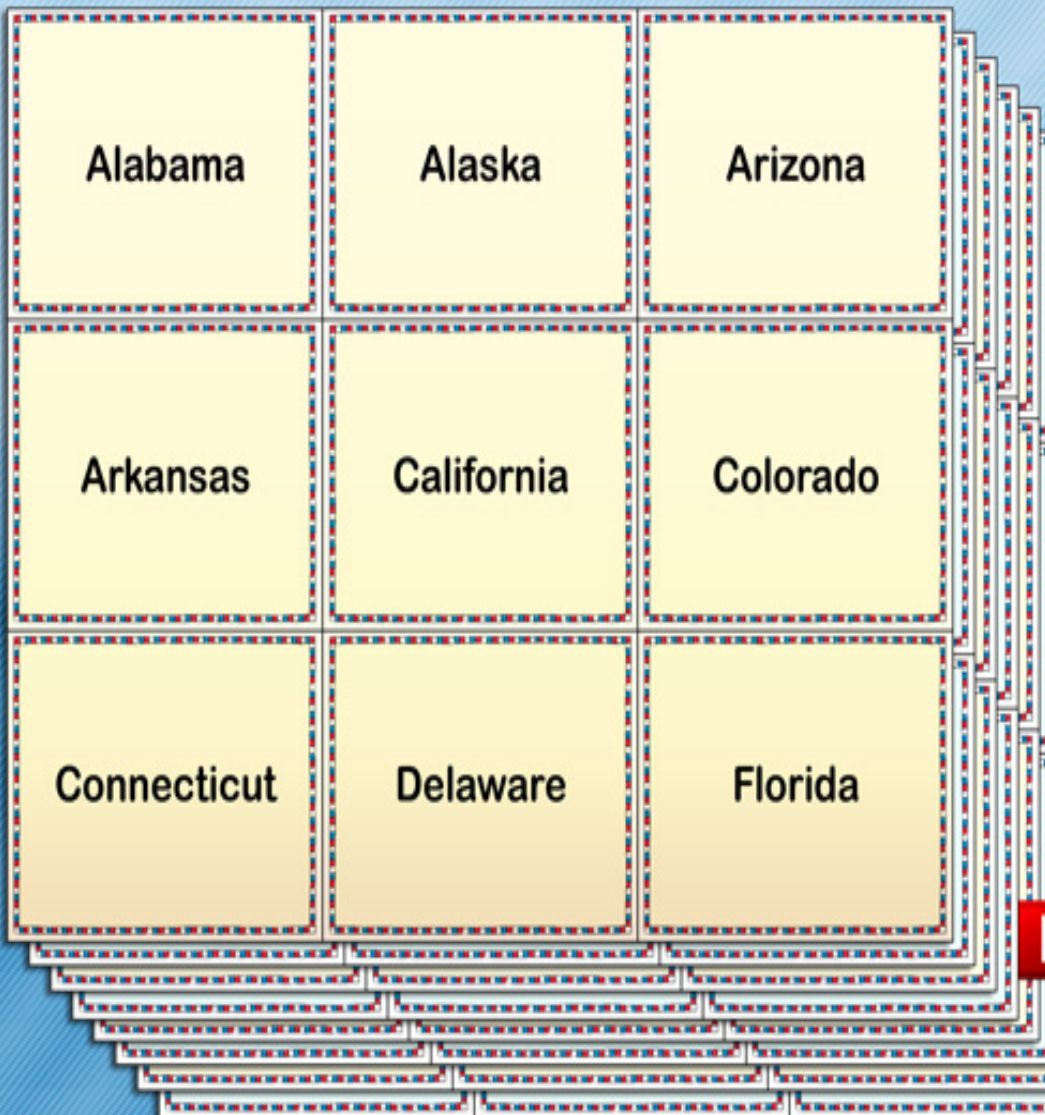 Alabama
Alaska
Arizona
Arkansas
California
Colorado
Connecticut
Delaware
Florida